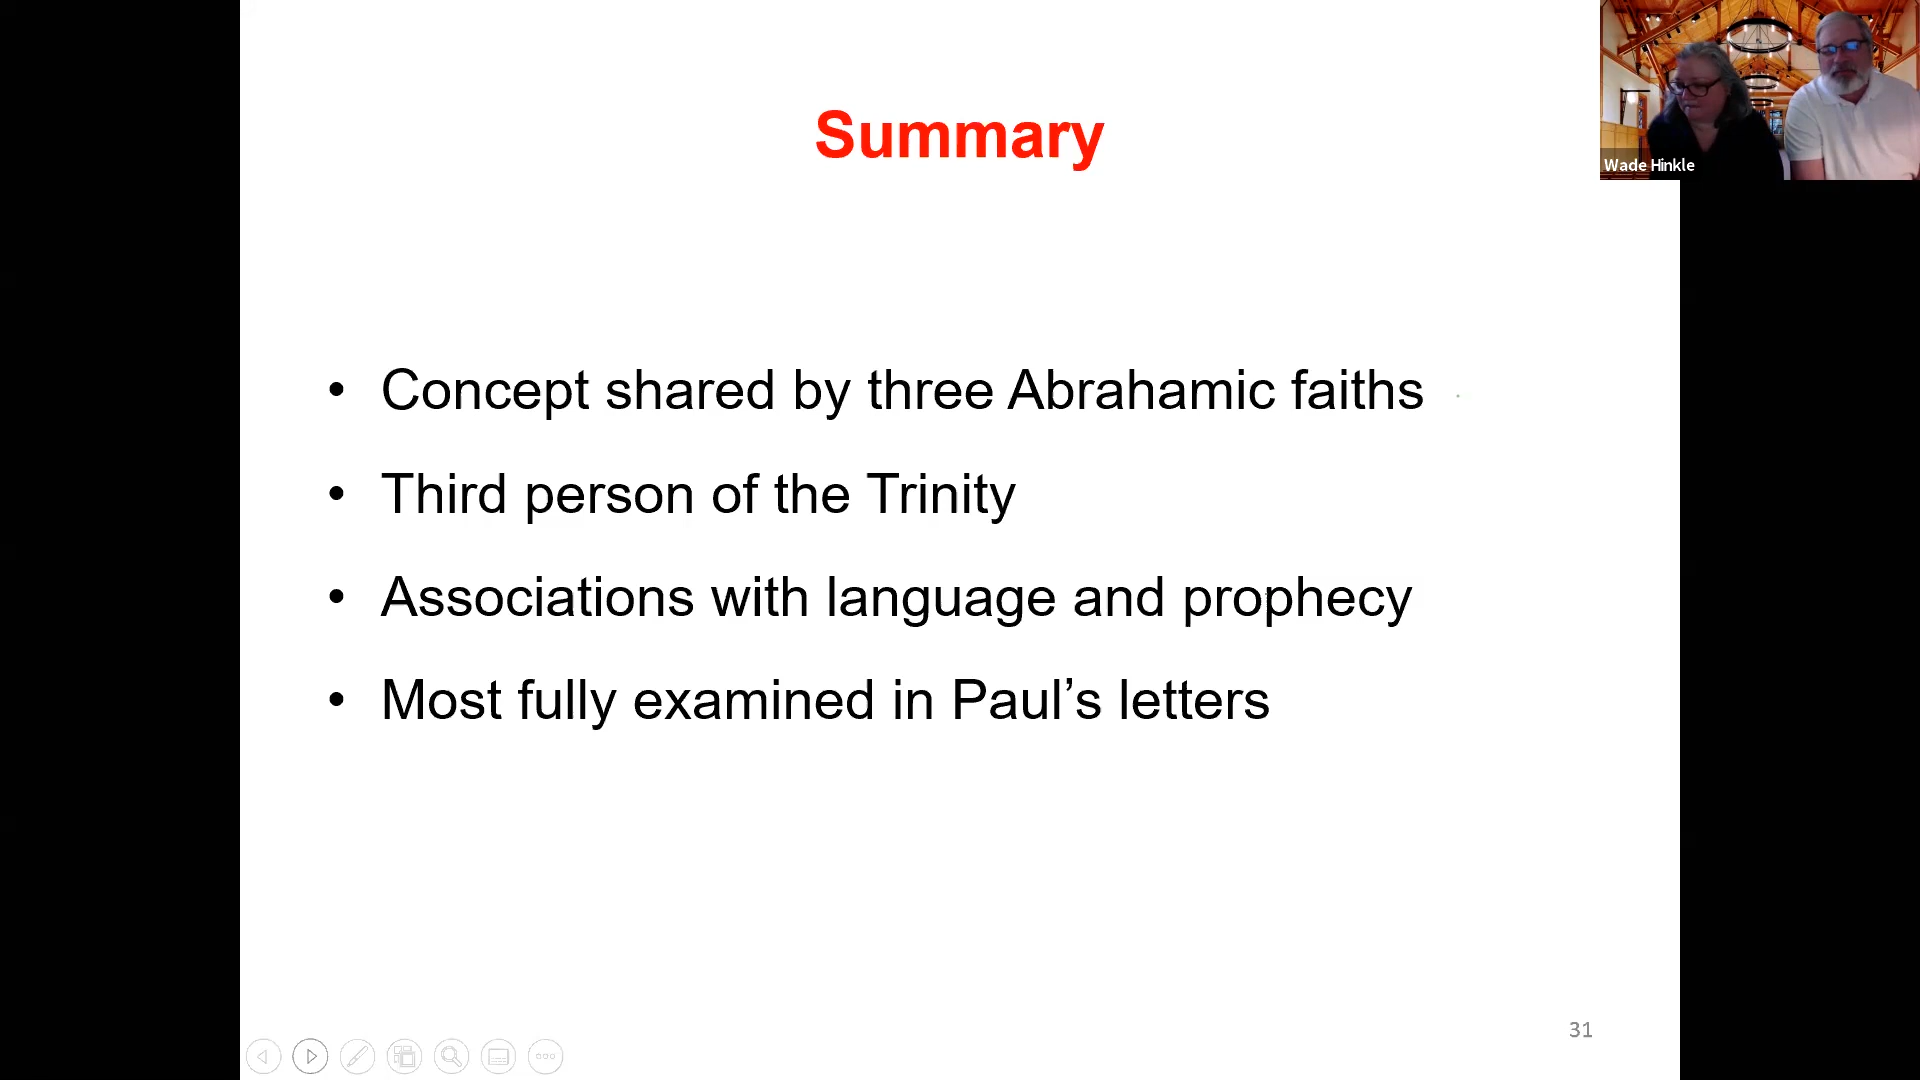 Summary
Wade Hinkle
• Concept shared by three Abrahamic faiths
• Third person of the Trinity
• Associations with language and prophecy
• Most fully examined in Paul’s letters
31